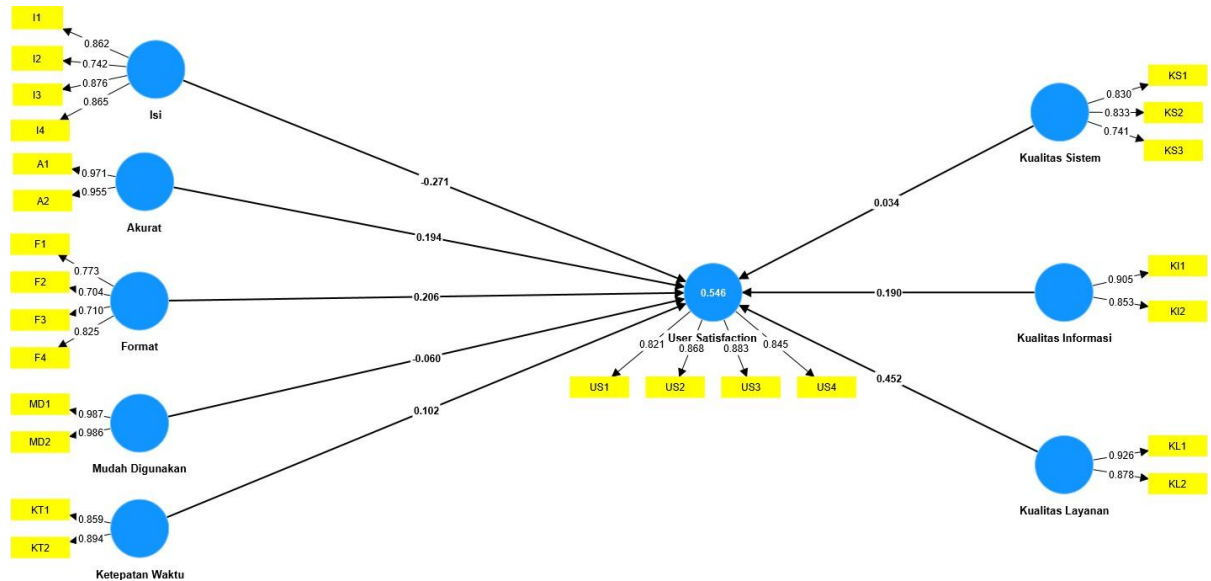 I1
0.862
I2
0.742
I3
0.876
I4
0.865
Isi
-0.271
A1
0.971
A2
0.955
Akurat
0.194
F1
0.773
F2
0.704
F3
0.710
F4
0.825
Format
0.206
MD1
0.987
MD2
0.986
Mudah Digunakan
-0.060
KT1
0.859
KT2
0.894
Ketepatan Waktu
0.102
0.546
User Satisfaction
0.821
0.868
0.883
0.845
US1
US2
US3
US4
KS1
0.830
KS2
0.833
KS3
0.741
Kualitas Sistem
0.034
KI1
0.905
KI2
0.853
Kualitas Informasi
0.190
KL1
0.926
KL2
0.878
Kualitas Layanan
0.452